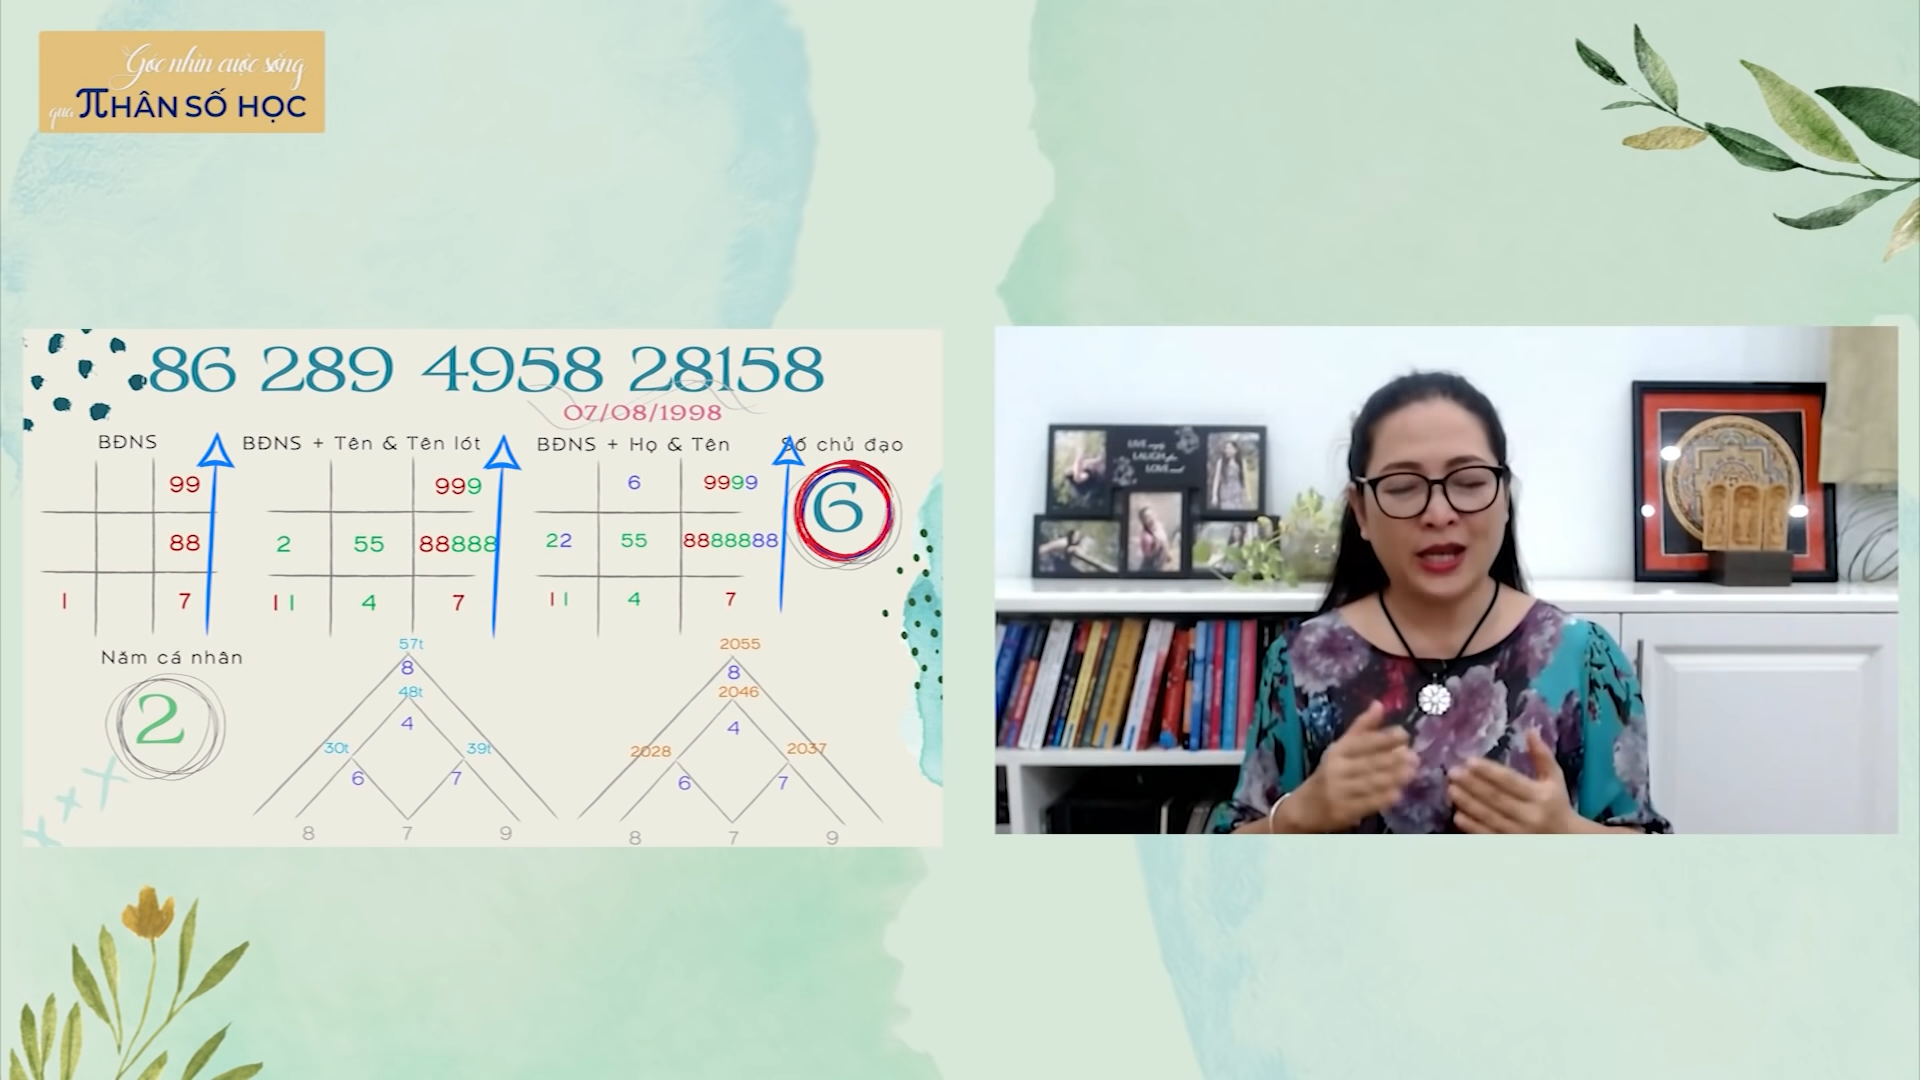 Góc nhìn cuộc sống
qua πHÂN SỐ HỌC
86 289 4958 28158
07/08/1998
BĐNS
BĐNS + Tên & Tên lót
BĐNS + Họ & Tên
Số chủ đạo
99
999
6 9999
6
88
2 55 88888
22 55 8888888
1 7
11 4 7
11 4 7
Năm cá nhân
2
57t
8
48t
4
30t 39t
6 7
8 7 9
2055
8
2046
4
2028 2037
6 7
8 7 9
LIVE
LAUGH
LOVE